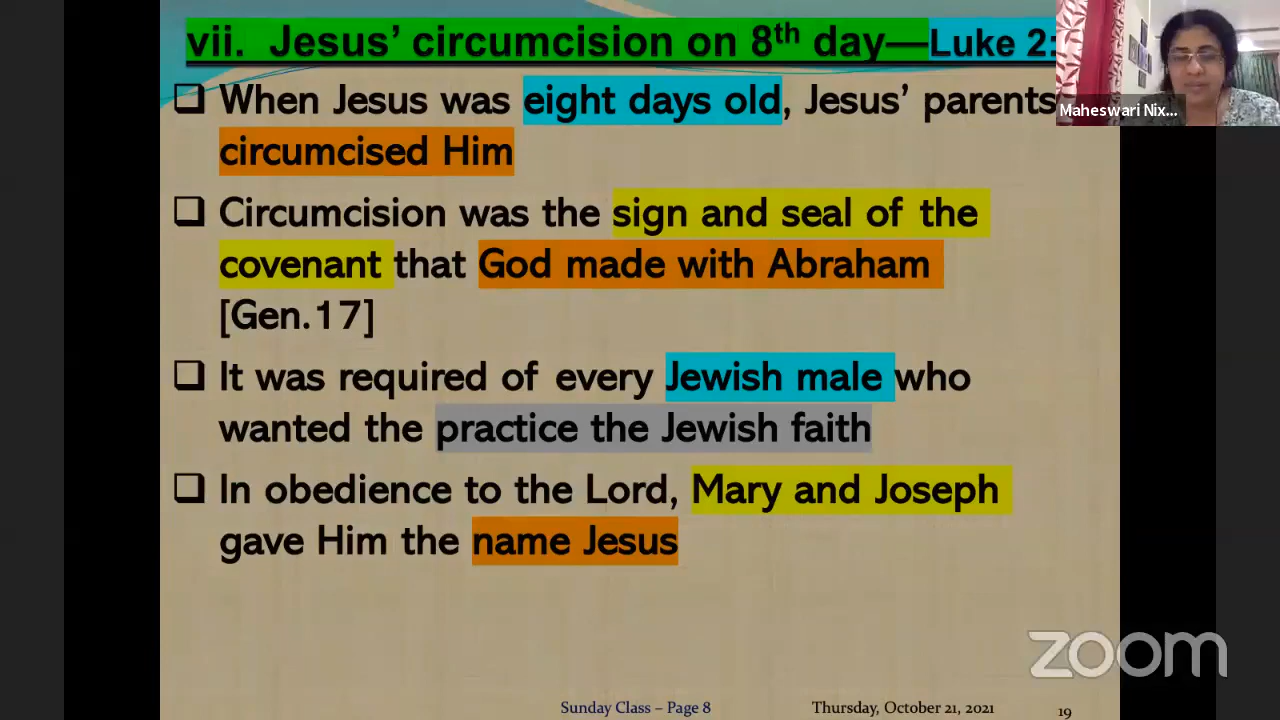 vii. Jesus’ circumcision on 8th day—Luke 2:
When Jesus was eight days old, Jesus’ parents
circumcised Him
Circumcision was the sign and seal of the
covenant that God made with Abraham
[Gen.17]
It was required of every Jewish male who
wanted the practice the Jewish faith
In obedience to the Lord, Mary and Joseph
gave Him the name Jesus
Maheswari Nix...
zoom
Sunday Class – Page 8
Thursday, October 21, 2021
19